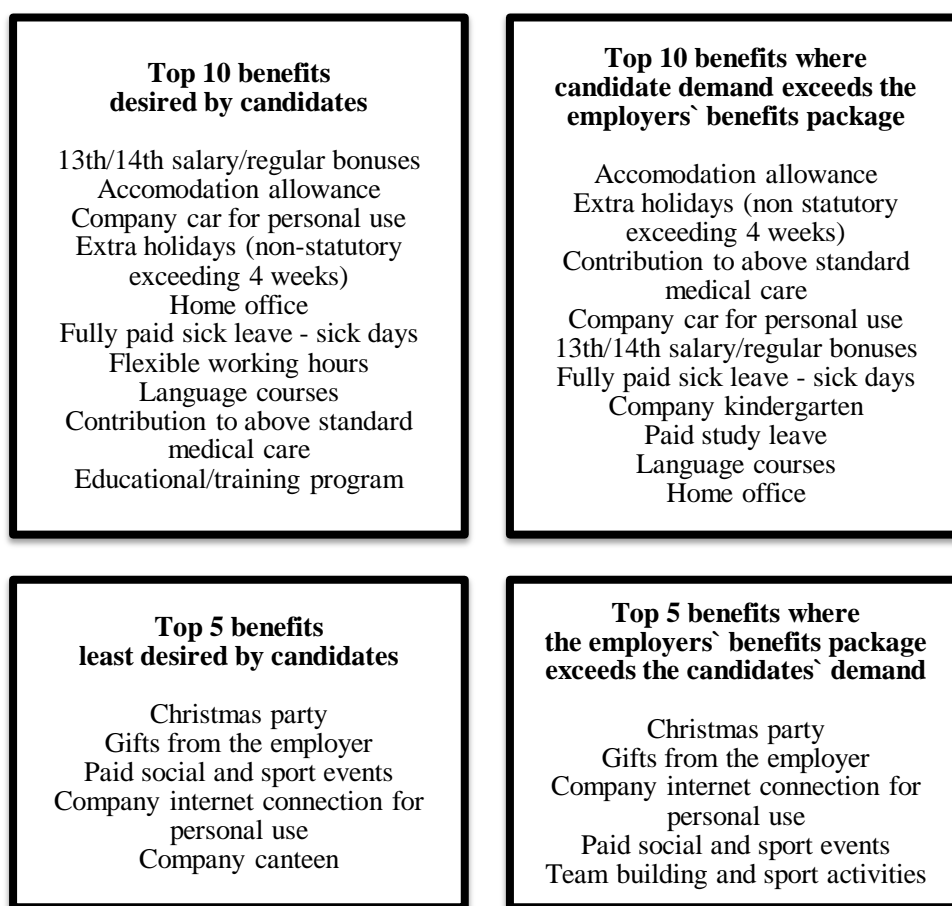 Top 10 benefits
desired by candidates
13th/14th salary/regular bonuses
Accomodation allowance
Company car for personal use
Extra holidays (non-statutory
exceeding 4 weeks)
Home office
Fully paid sick leave - sick days
Flexible working hours
Language courses
Contribution to above standard
medical care
Educational/training program
Top 10 benefits where
candidate demand exceeds the
employers` benefits package
Accomodation allowance
Extra holidays (non statutory
exceeding 4 weeks)
Contribution to above standard
medical care
Company car for personal use
13th/14th salary/regular bonuses
Fully paid sick leave - sick days
Company kindergarten
Paid study leave
Language courses
Home office
Top 5 benefits
least desired by candidates
Christmas party
Gifts from the employer
Paid social and sport events
Company internet connection for
personal use
Company canteen
Top 5 benefits where
the employers` benefits package
exceeds the candidates` demand
Christmas party
Gifts from the employer
Company internet connection for
personal use
Paid social and sport events
Team building and sport activities